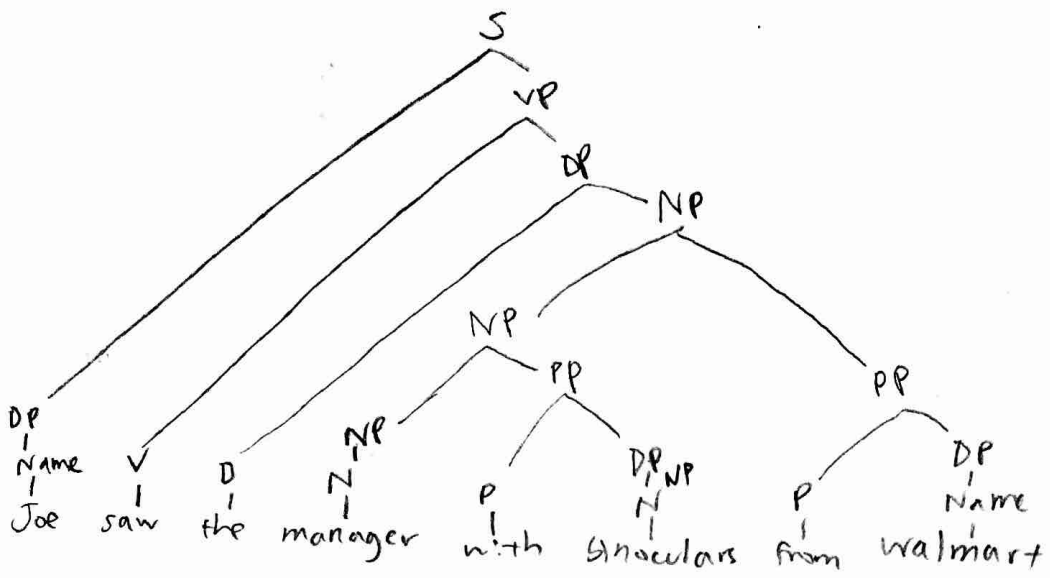 S
VP
DP
NP
NP
PP
PP
DP
NP
DP NP
DP
Name
V
D
N
P
N
P
Name
Joe saw the manager with binoculars from walmart